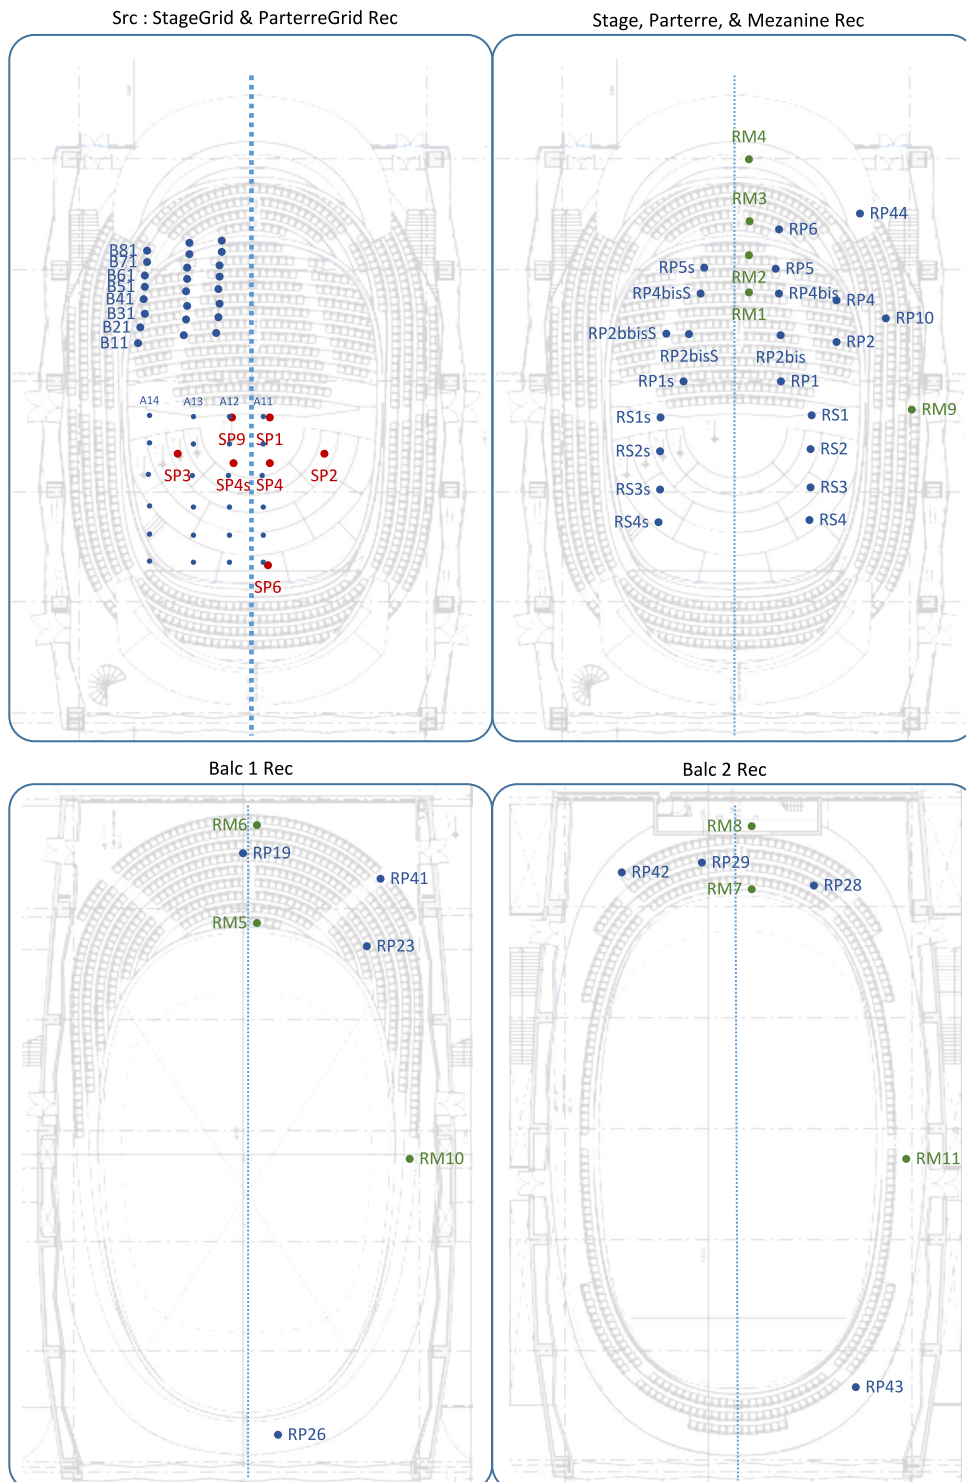 Src : StageGrid & ParterreGrid Rec
B81
B71
B61
B51
B41
B31
B21
B11
A14 A13 A12 A11
SP9 SP1
SP3 SP4s SP4 SP2
SP6
Stage, Parterre, & Mezanine Rec
RM4
RM3
RP44
RP6
RP5s RP5
RM2
RP4bisS RP4bis RP4
RM1
RP10
RP2bbisS
RP2
RP2bisS RP2bis
RP1s RP1
RM9
RS1s RS1
RS2s RS2
RS3s RS3
RS4s RS4
Balc 1 Rec
RM6
RP19
RP41
RM5
RP23
RM10
RP26
Balc 2 Rec
RM8
RP29
RP42
RM7 RP28
RM11
RP43